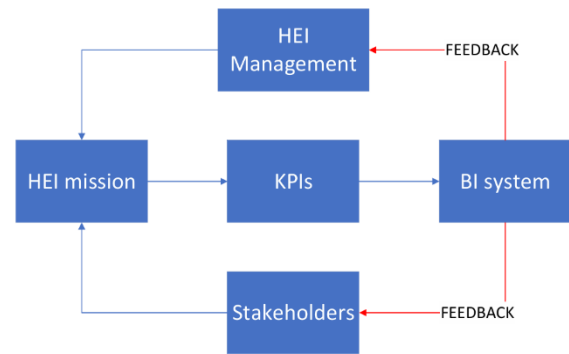 HEI
Management
FEEDBACK
HEI mission
KPIs
BI system
Stakeholders
FEEDBACK